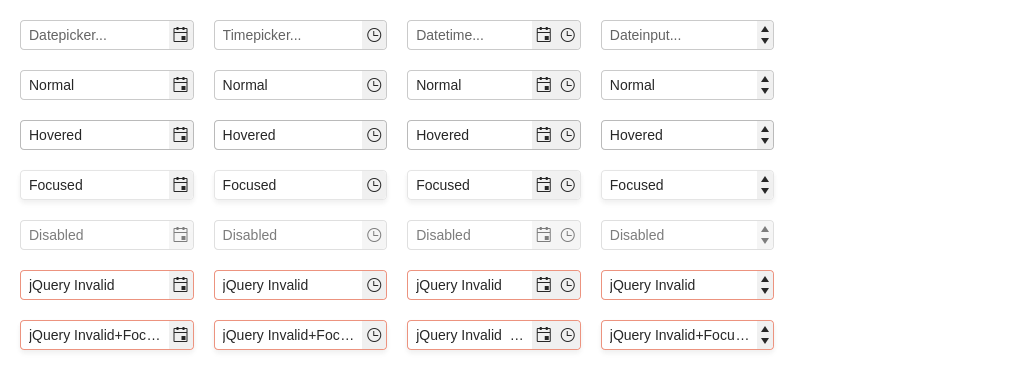 Datepicker... Timepicker... Datetime... Dateinput...
Normal Normal Normal Normal
Hovered Hovered Hovered Hovered
Focused Focused Focused Focused
Disabled Disabled Disabled Disabled
jQuery Invalid jQuery Invalid jQuery Invalid jQuery Invalid
jQuery Invalid+Foc… jQuery Invalid+Foc… jQuery Invalid … jQuery Invalid+Focu…